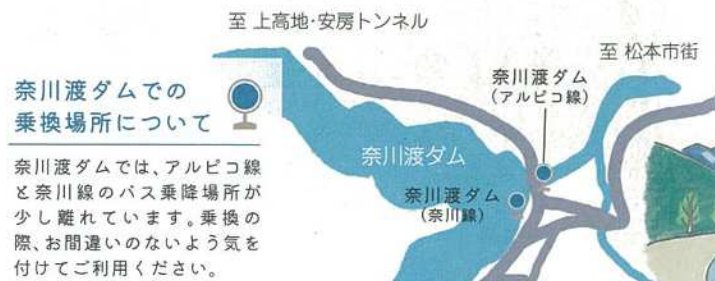 至 上高地・安房トンネル
至 松本市街
奈川渡ダムでの
乗換場所について
奈川渡ダムでは、アルピコ線
と奈川線のバス乗降場所が
少し離れています。乗換の
際、お間違いのないよう気を
付けてご利用ください。
奈川渡ダム
(アルピコ線)
奈川渡ダム
奈川渡ダム
(奈川線)